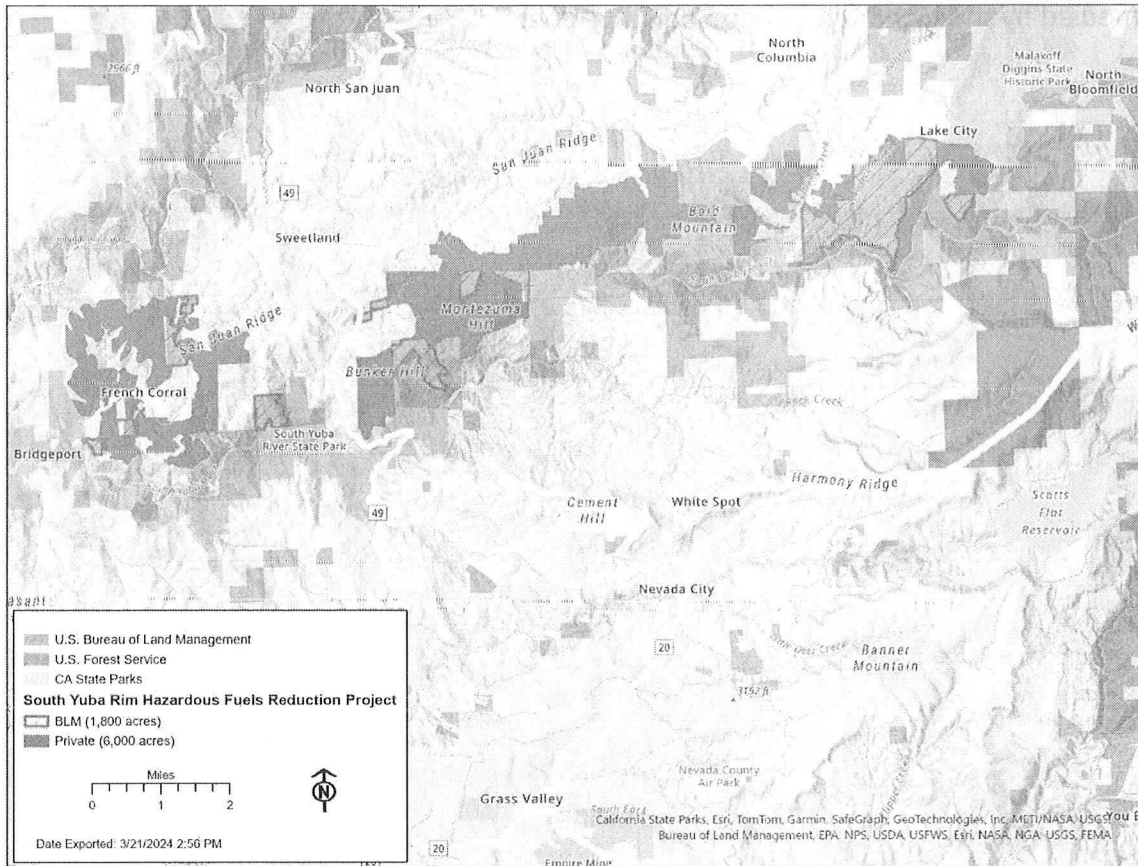 North
Columbia
Malakoff
Diggins State
Historic Park
North
Bloomfield
2966 ft
North San Juan
Lake City
San Juan Ridge
49
Bald
Mountain
Sweetland
Montezuma
Hill
San Juan Ridge
Bunker Hill
French Corral
South Yuba
River State Park
Bridgeport
Harmony Ridge
Scotts
Flat
Reservoir
Cement
Hill
White Spot
49
Nevada City
20
Banner
Mountain
3152 ft
Nevada County
Air Park
Grass Valley
20
Empire Mine
U.S. Bureau of Land Management
U.S. Forest Service
CA State Parks
South Yuba Rim Hazardous Fuels Reduction Project
BLM (1,800 acres)
Private (6,000 acres)
Miles
0 1 2
N
Date Exported: 3/21/2024 2:56 PM
California State Parks, Esri, TomTom, Garmin, SafeGraph, GeoTechnologies, Inc, METI/NASA, USGS,
Bureau of Land Management, EPA, NPS, USDA, USFWS, Esri, NASA, NGA, USGS, FEMA